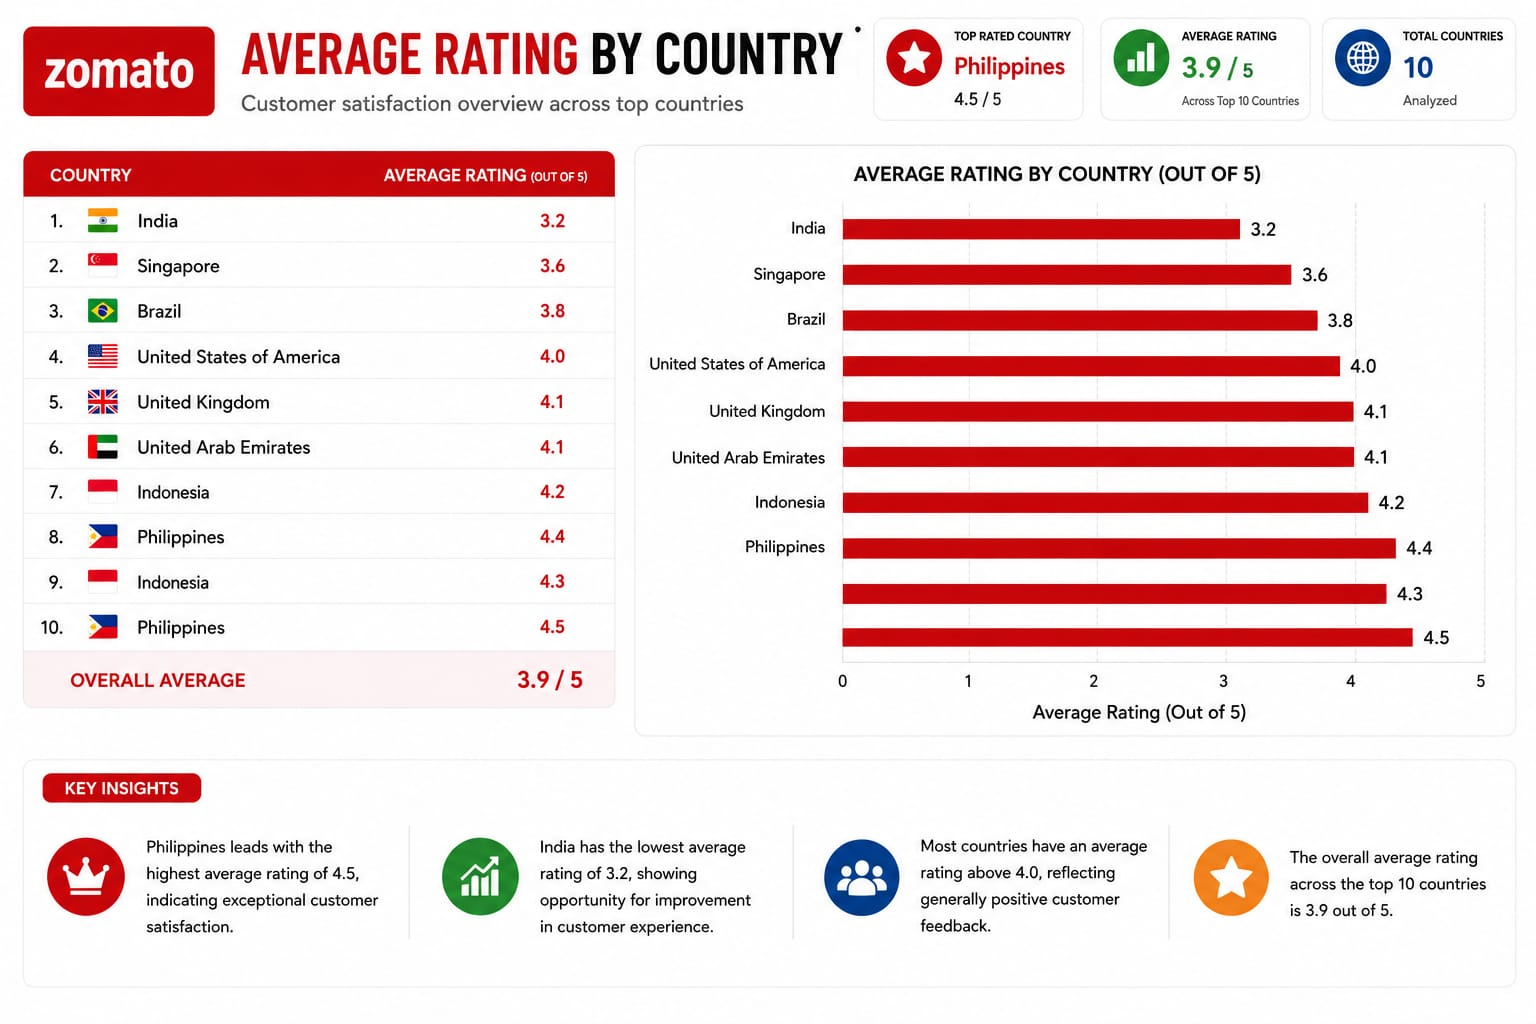 zomato
AVERAGE RATING BY COUNTRY
Customer satisfaction overview across top countries
TOP RATED COUNTRY
Philippines
4.5 / 5
AVERAGE RATING
3.9 / 5
Across Top 10 Countries
TOTAL COUNTRIES
10
Analyzed
COUNTRY AVERAGE RATING (OUT OF 5)
1. India 3.2
2. Singapore 3.6
3. Brazil 3.8
4. United States of America 4.0
5. United Kingdom 4.1
6. United Arab Emirates 4.1
7. Indonesia 4.2
8. Philippines 4.4
9. Indonesia 4.3
10. Philippines 4.5
OVERALL AVERAGE 3.9 / 5
AVERAGE RATING BY COUNTRY (OUT OF 5)
India 3.2
Singapore 3.6
Brazil 3.8
United States of America 4.0
United Kingdom 4.1
United Arab Emirates 4.1
Indonesia 4.2
Philippines 4.4
4.3
4.5
0 1 2 3 4 5
Average Rating (Out of 5)
KEY INSIGHTS
Philippines leads with the
highest average rating of 4.5,
indicating exceptional customer
satisfaction.
India has the lowest average
rating of 3.2, showing
opportunity for improvement
in customer experience.
Most countries have an average
rating above 4.0, reflecting
generally positive customer
feedback.
The overall average rating
across the top 10 countries
is 3.9 out of 5.